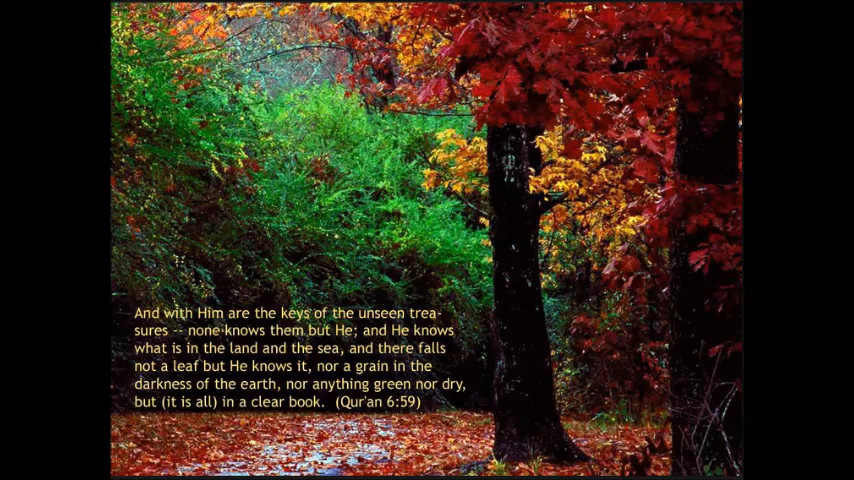 And with Him are the keys of the unseen trea-
sures -- none knows them but He; and He knows
what is in the land and the sea, and there falls
not a leaf but He knows it, nor a grain in the
darkness of the earth, nor anything green nor dry,
but (it is all) in a clear book.  (Qur'an 6:59)